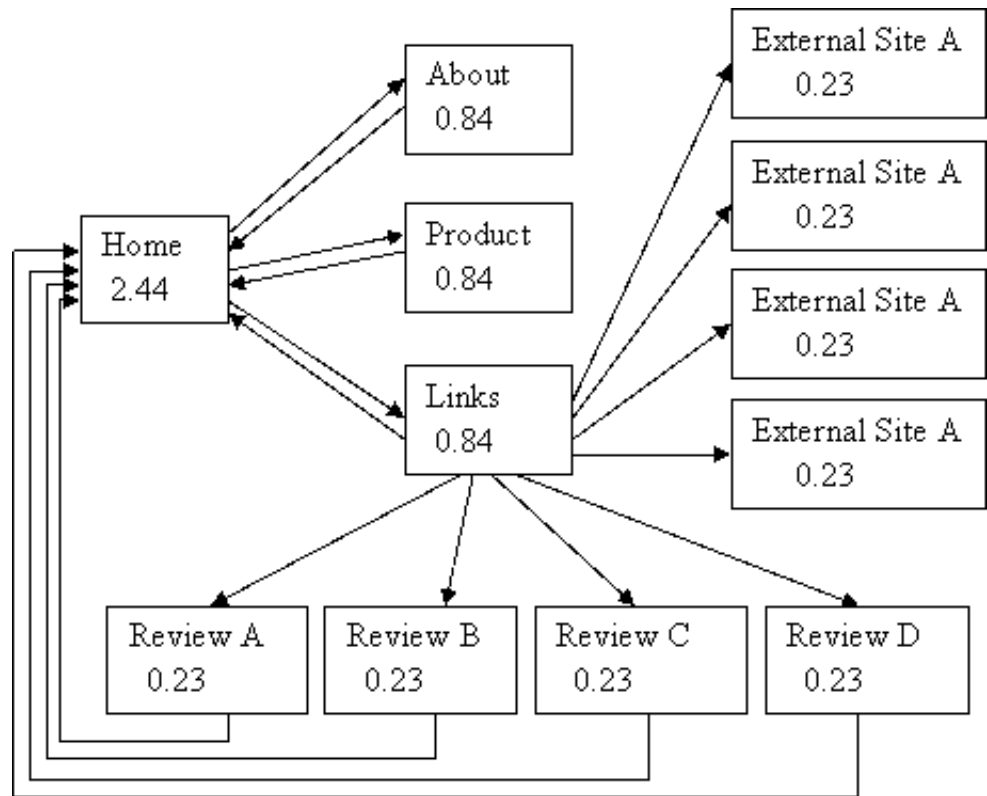 External Site A
0.23
About
0.84
External Site A
0.23
Product
0.84
Home
2.44
External Site A
0.23
Links
0.84
External Site A
0.23
Review A
0.23
Review B
0.23
Review C
0.23
Review D
0.23